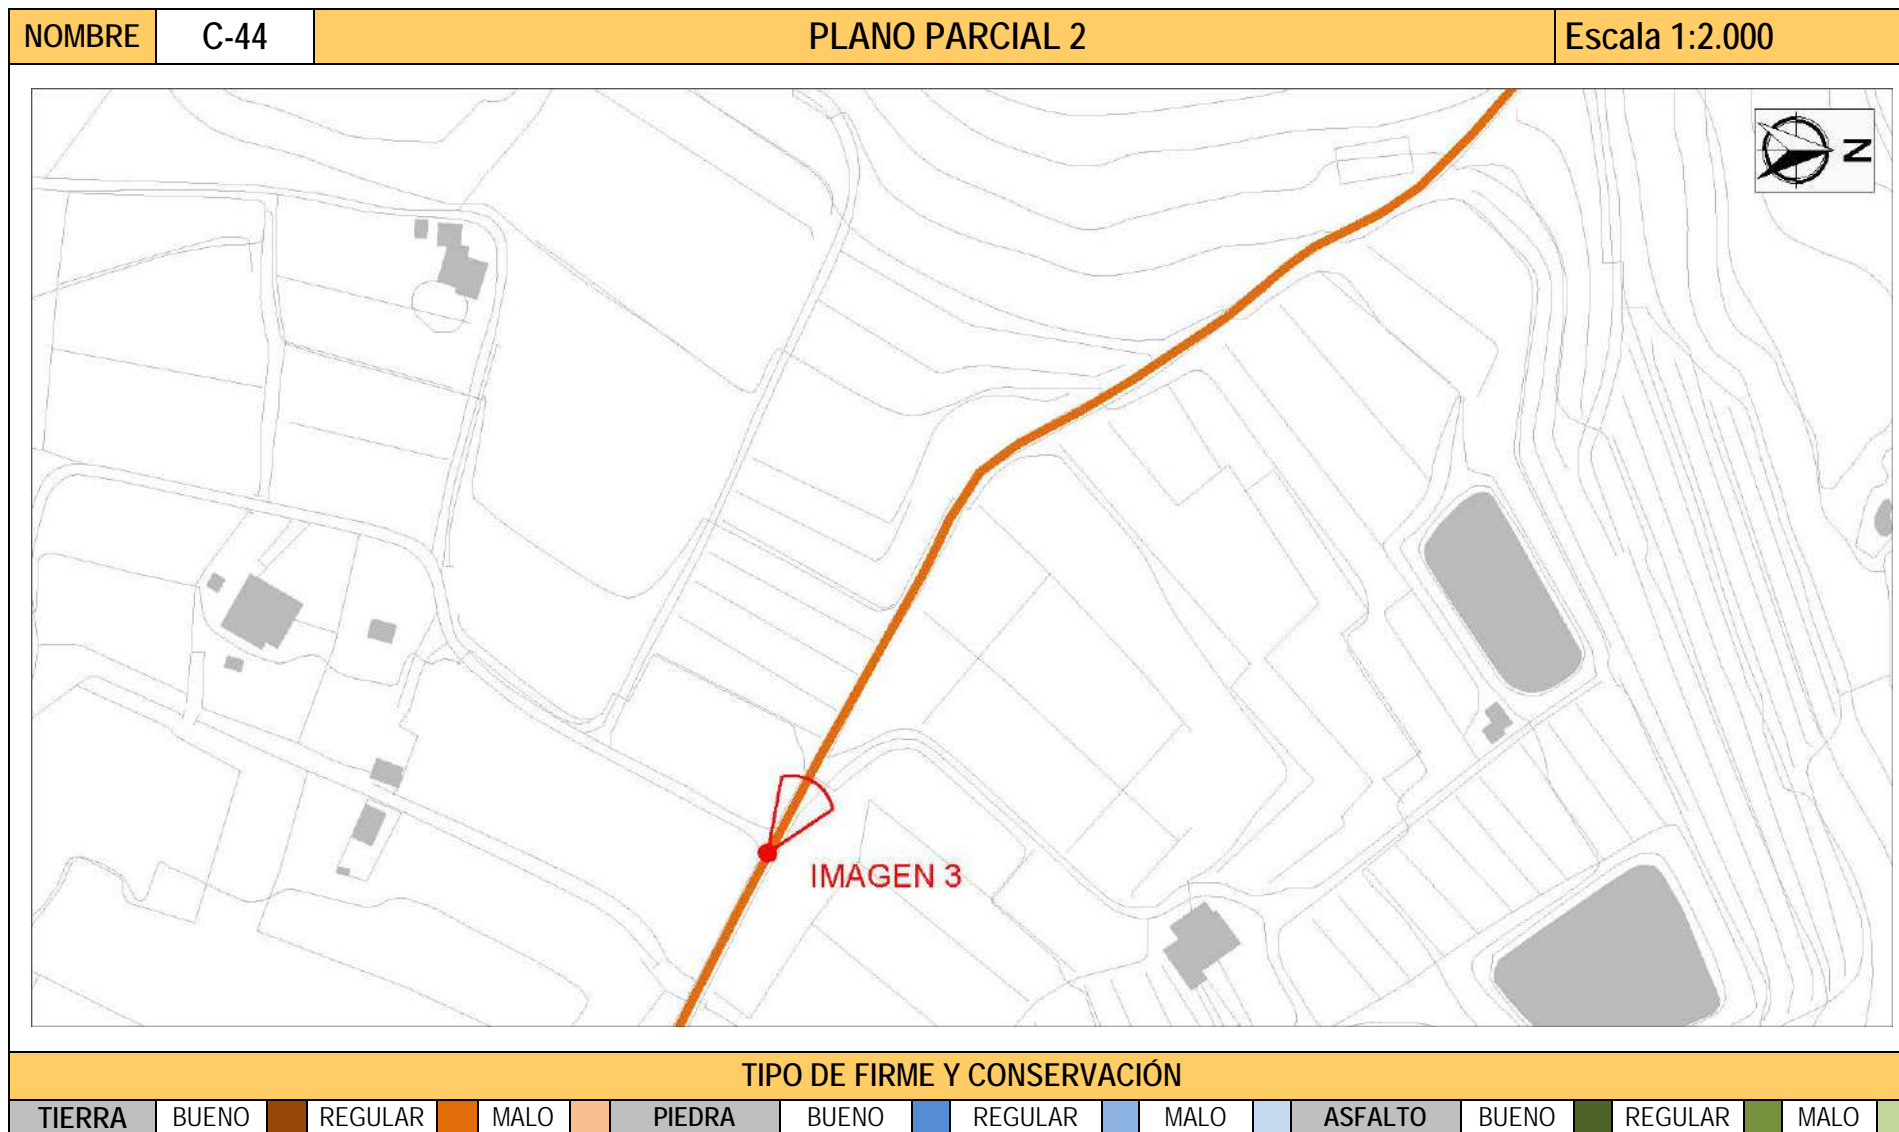 NOMBRE C-44 PLANO PARCIAL 2 Escala 1:2.000
N
IMAGEN 3
TIPO DE FIRME Y CONSERVACIÓN
TIERRA BUENO REGULAR MALO PIEDRA BUENO REGULAR MALO ASFALTO BUENO REGULAR MALO